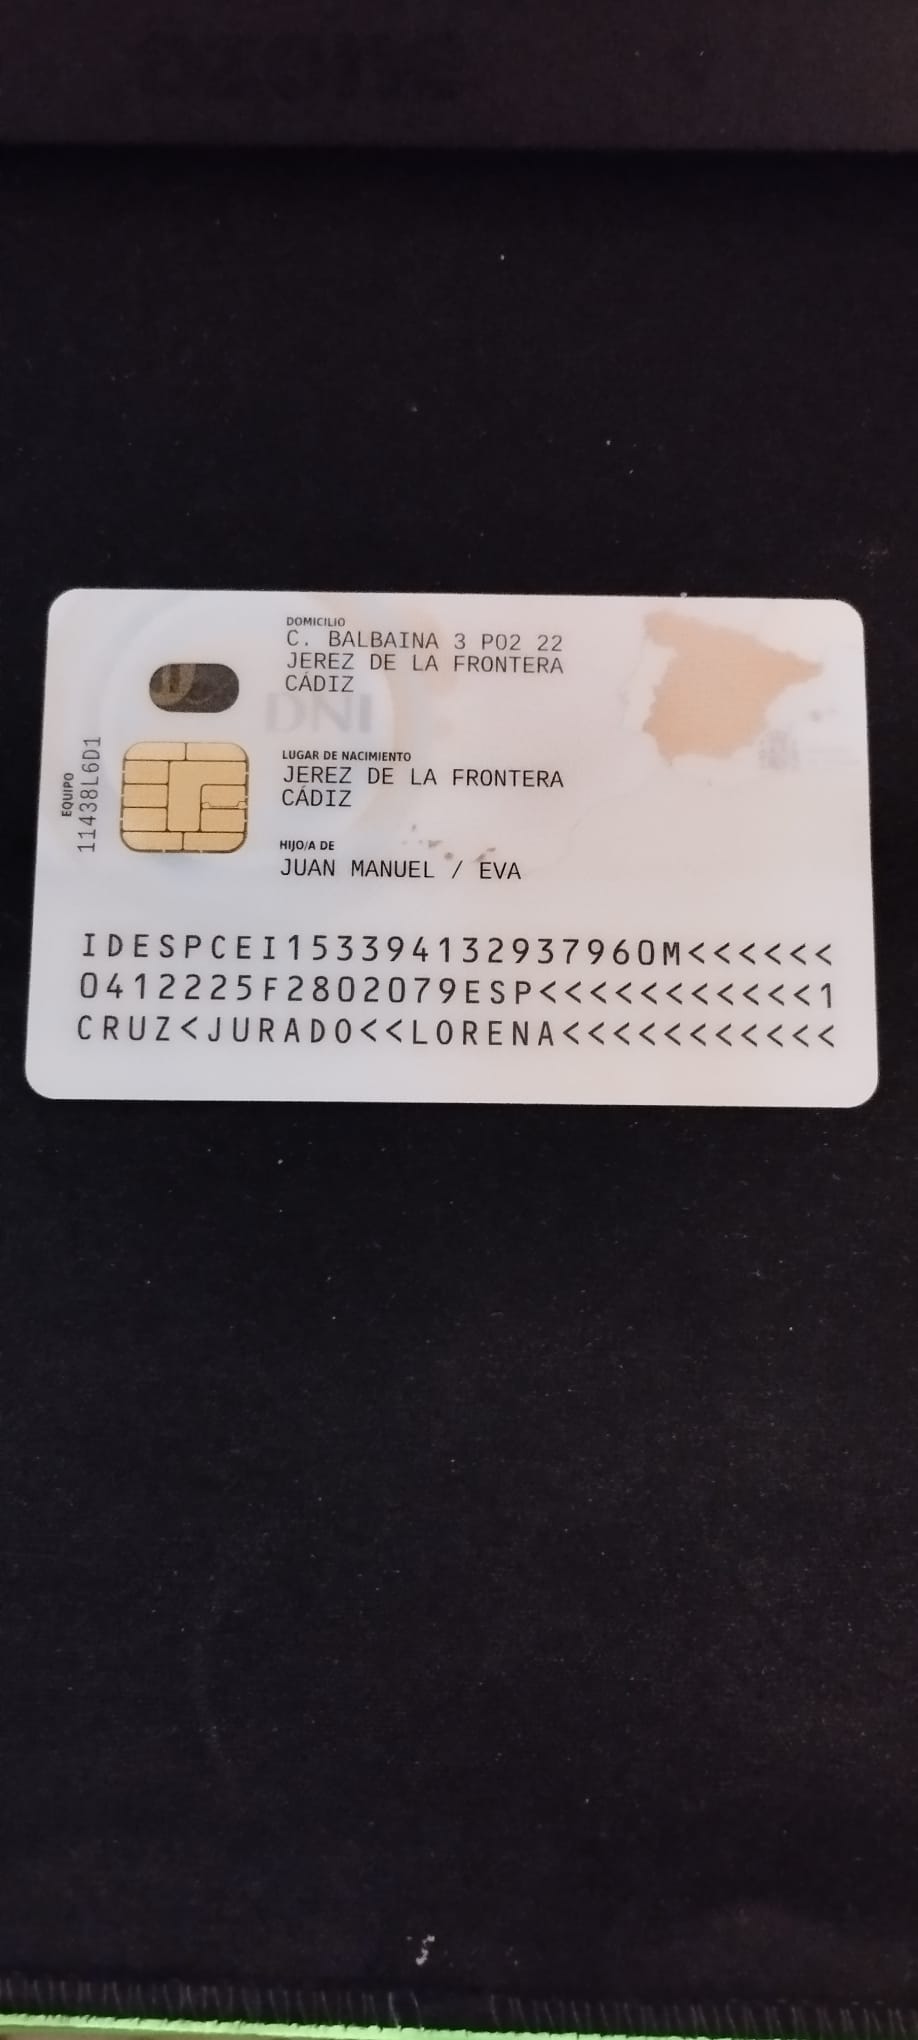 DOMICILIO
C. BALBAINA 3 P02 22
JEREZ DE LA FRONTERA
CÁDIZ
DNI
LUGAR DE NACIMIENTO
JEREZ DE LA FRONTERA
CÁDIZ
HIJO/A DE
JUAN MANUEL / EVA
EQUIPO
11438L6D1
IDESPCEI153394132937960M<<<<<<
0412225F2802079ESP<<<<<<<<<<<1
CRUZ<JURADO<<LORENA<<<<<<<<<<<